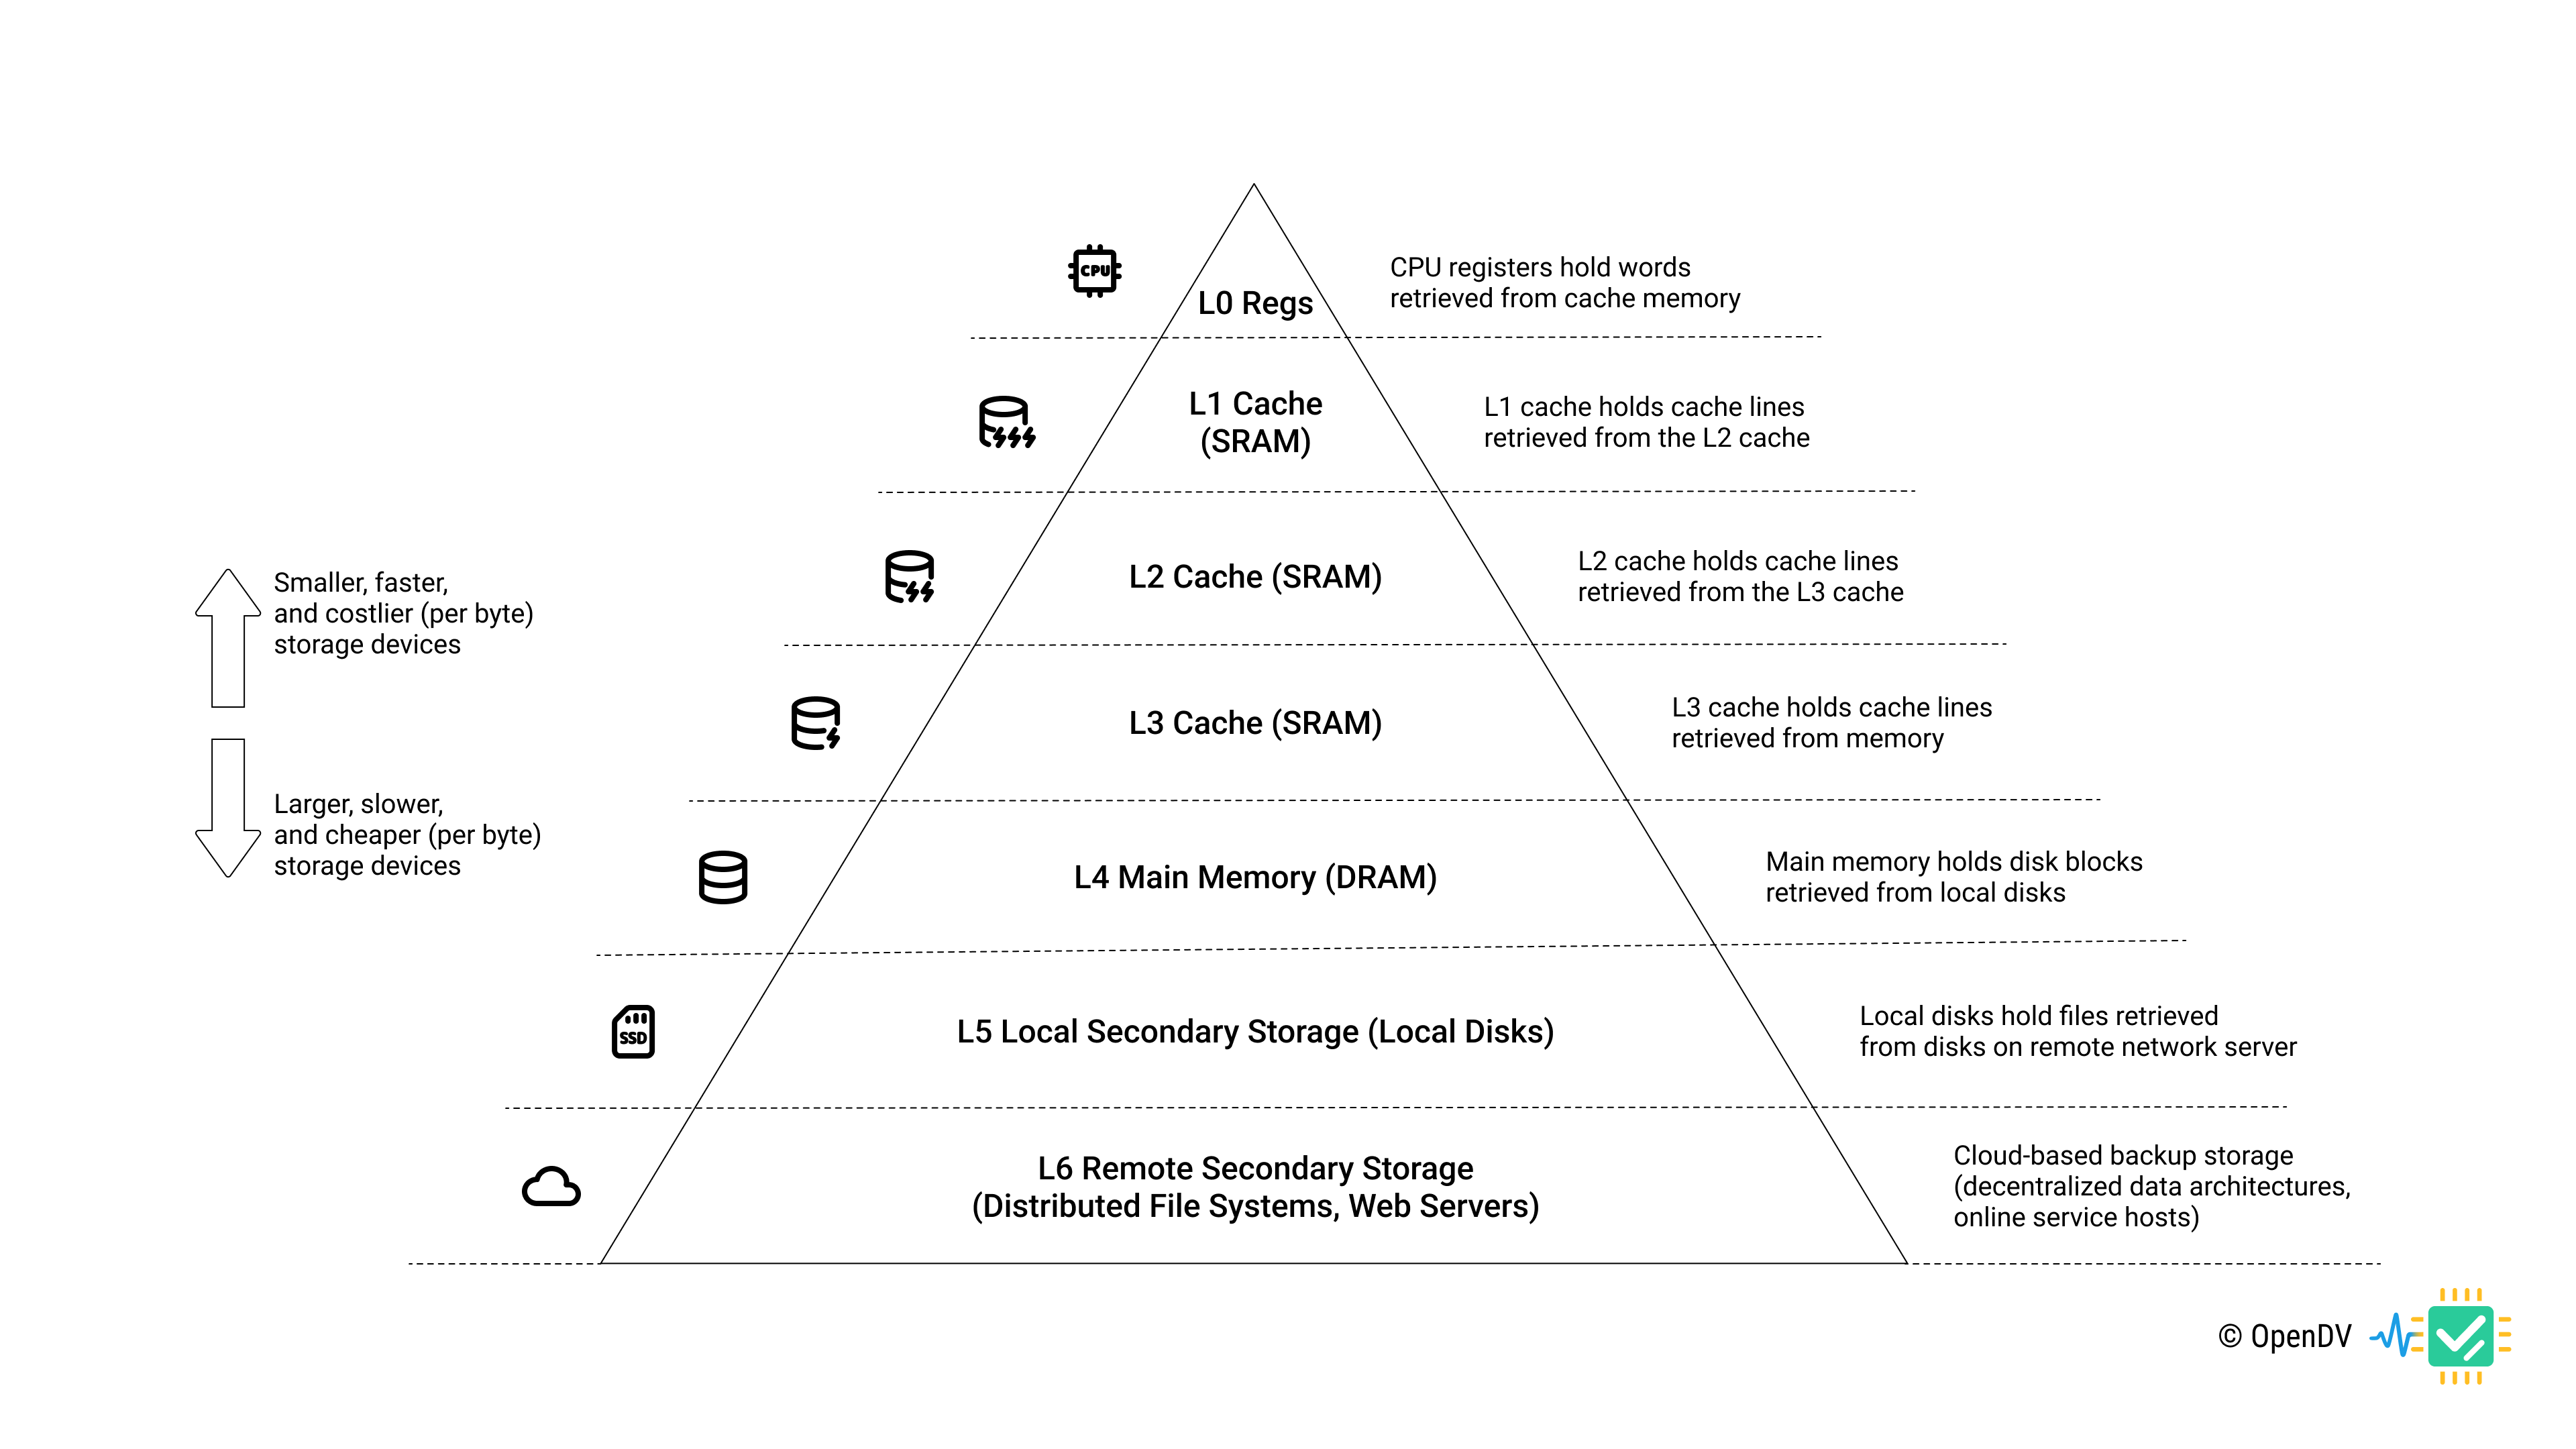 CPU
L0 Regs
CPU registers hold words
retrieved from cache memory
L1 Cache
(SRAM)
L1 cache holds cache lines
retrieved from the L2 cache
Smaller, faster,
and costlier (per byte)
storage devices
L2 Cache (SRAM)
L2 cache holds cache lines
retrieved from the L3 cache
L3 Cache (SRAM)
L3 cache holds cache lines
retrieved from memory
Larger, slower,
and cheaper (per byte)
storage devices
L4 Main Memory (DRAM)
Main memory holds disk blocks
retrieved from local disks
SSD
L5 Local Secondary Storage (Local Disks)
Local disks hold files retrieved
from disks on remote network server
L6 Remote Secondary Storage
(Distributed File Systems, Web Servers)
Cloud-based backup storage
(decentralized data architectures,
online service hosts)
© OpenDV